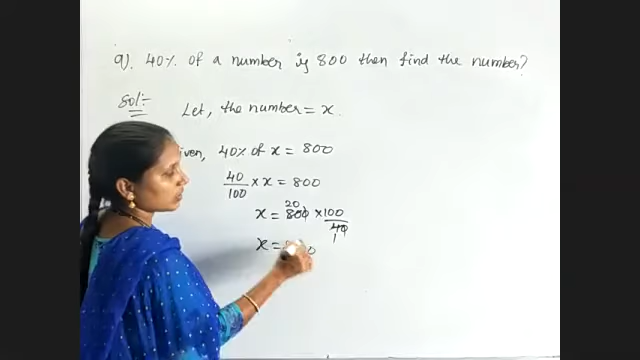 Q). 40% of a number is 800 then find the number?
Sol:-
Let, the number = x.
Given, 40% of x = 800
40/100 × x = 800
20
x = 800 × 100/40
1
x =